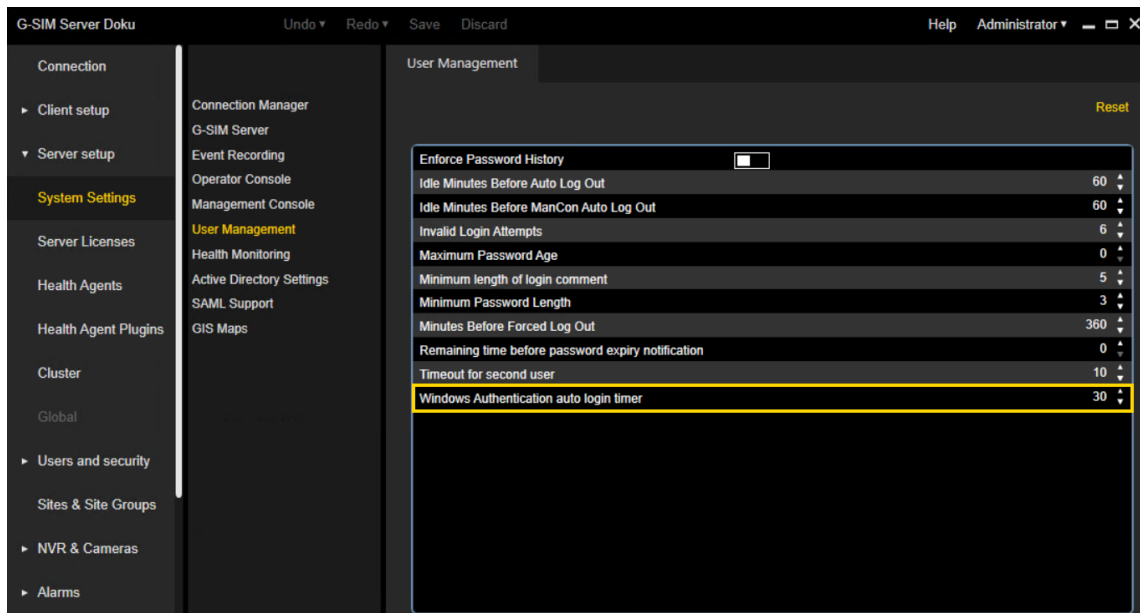 G-SIM Server Doku Undo Redo Save Discard Help Administrator
Connection
Client setup
Server setup
System Settings
Server Licenses
Health Agents
Health Agent Plugins
Cluster
Global
Users and security
Sites & Site Groups
NVR & Cameras
Alarms
Connection Manager
G-SIM Server
Event Recording
Operator Console
Management Console
User Management
Health Monitoring
Active Directory Settings
SAML Support
GIS Maps
User Management
Reset
Enforce Password History
Idle Minutes Before Auto Log Out 60
Idle Minutes Before ManCon Auto Log Out 60
Invalid Login Attempts 6
Maximum Password Age 0
Minimum length of login comment 5
Minimum Password Length 3
Minutes Before Forced Log Out 360
Remaining time before password expiry notification 0
Timeout for second user 10
Windows Authentication auto login timer 30